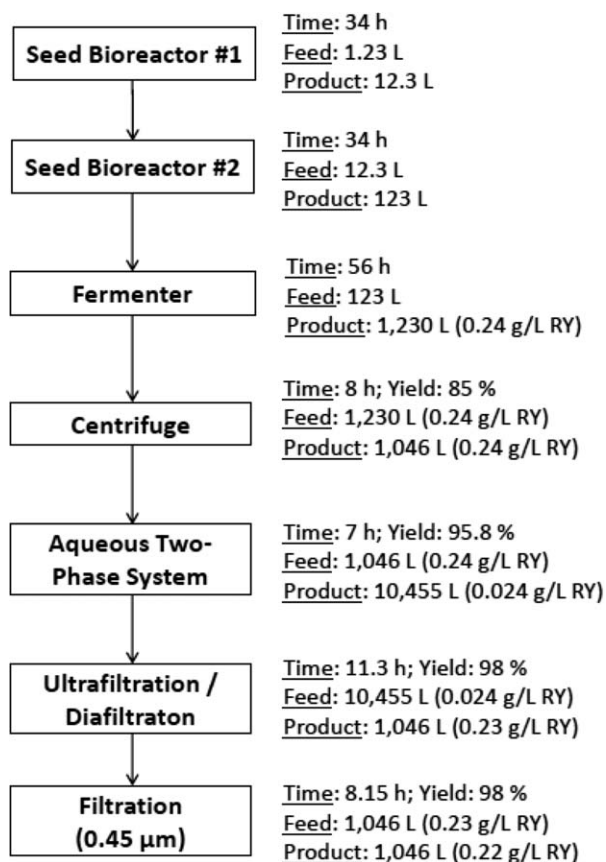 Seed Bioreactor #1
Time: 34 h
Feed: 1.23 L
Product: 12.3 L
Seed Bioreactor #2
Time: 34 h
Feed: 12.3 L
Product: 123 L
Fermenter
Time: 56 h
Feed: 123 L
Product: 1,230 L (0.24 g/L RY)
Centrifuge
Time: 8 h; Yield: 85 %
Feed: 1,230 L (0.24 g/L RY)
Product: 1,046 L (0.24 g/L RY)
Aqueous Two-
Phase System
Time: 7 h; Yield: 95.8 %
Feed: 1,046 L (0.24 g/L RY)
Product: 10,455 L (0.024 g/L RY)
Ultrafiltration /
Diafiltraton
Time: 11.3 h; Yield: 98 %
Feed: 10,455 L (0.024 g/L RY)
Product: 1,046 L (0.23 g/L RY)
Filtration
(0.45 µm)
Time: 8.15 h; Yield: 98 %
Feed: 1,046 L (0.23 g/L RY)
Product: 1,046 L (0.22 g/L RY)